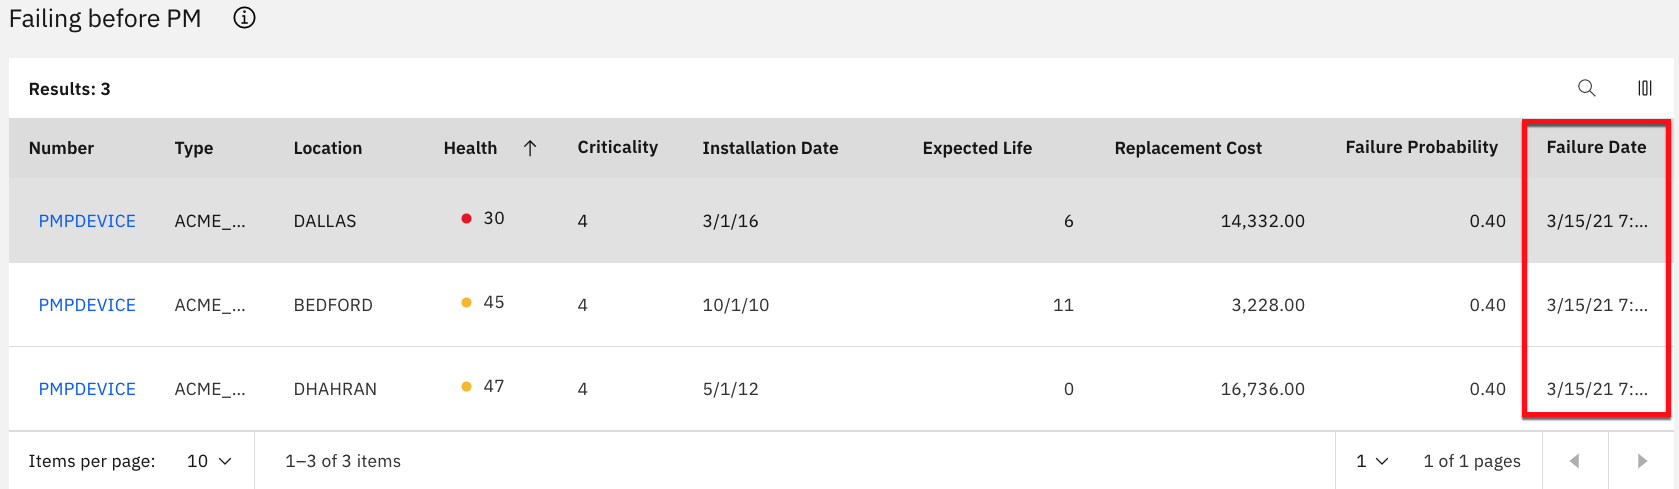 Failing before PM
Results: 3
Number Type Location Health Criticality Installation Date Expected Life Replacement Cost Failure Probability Failure Date
PMPDEVICE ACME_... DALLAS 30 4 3/1/16 6 14,332.00 0.40 3/15/21 7:...
PMPDEVICE ACME_... BEDFORD 45 4 10/1/10 11 3,228.00 0.40 3/15/21 7:...
PMPDEVICE ACME_... DHAHRAN 47 4 5/1/12 0 16,736.00 0.40 3/15/21 7:...
Items per page: 10 1–3 of 3 items 1 1 of 1 pages